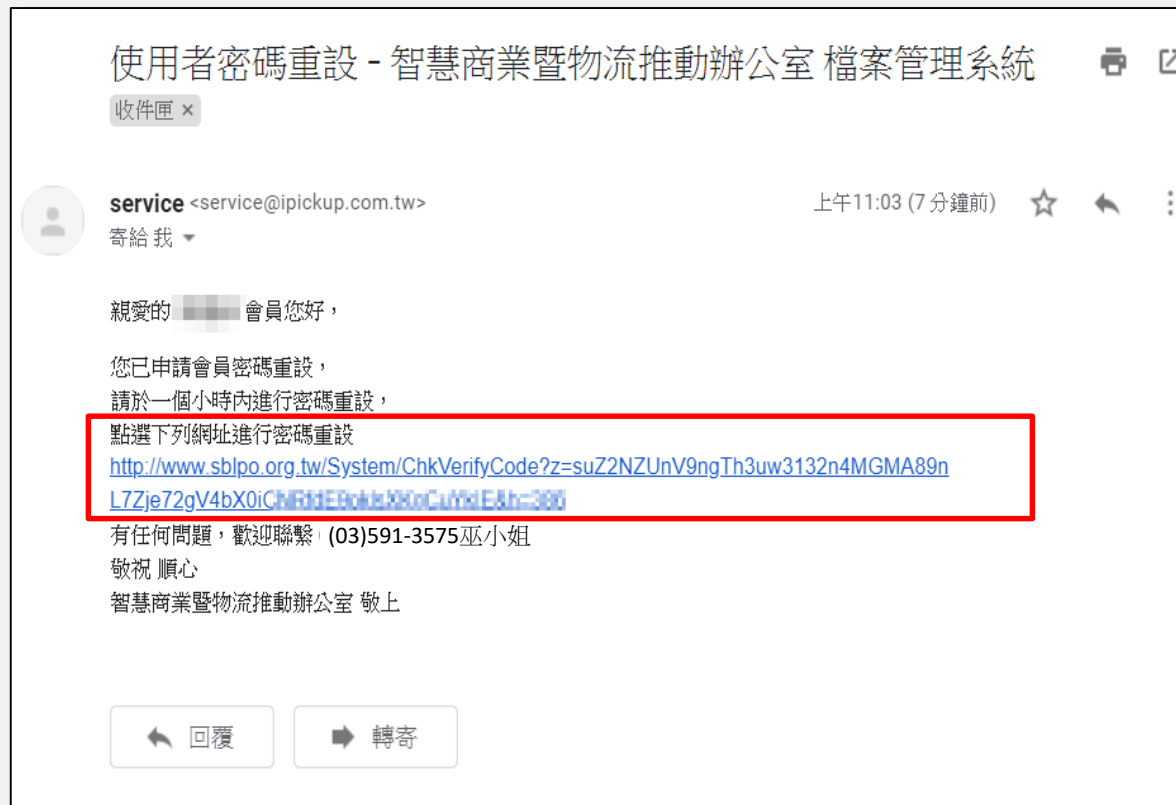 使用者密碼重設 - 智慧商業暨物流推動辦公室 檔案管理系統
收件匣 ×
service <service@ipickup.com.tw>
上午11:03 (7 分鐘前)
寄給 我
親愛的 會員您好，
您已申請會員密碼重設，
請於一個小時內進行密碼重設，
點選下列網址進行密碼重設
http://www.sblpo.org.tw/System/ChkVerifyCode?z=suZ2NZUnV9ngTh3uw3132n4MGMA89n
L7Zje72gV4bX0iC
有任何問題，歡迎聯繫 (03)591-3575巫小姐
敬祝 順心
智慧商業暨物流推動辦公室 敬上
回覆
轉寄